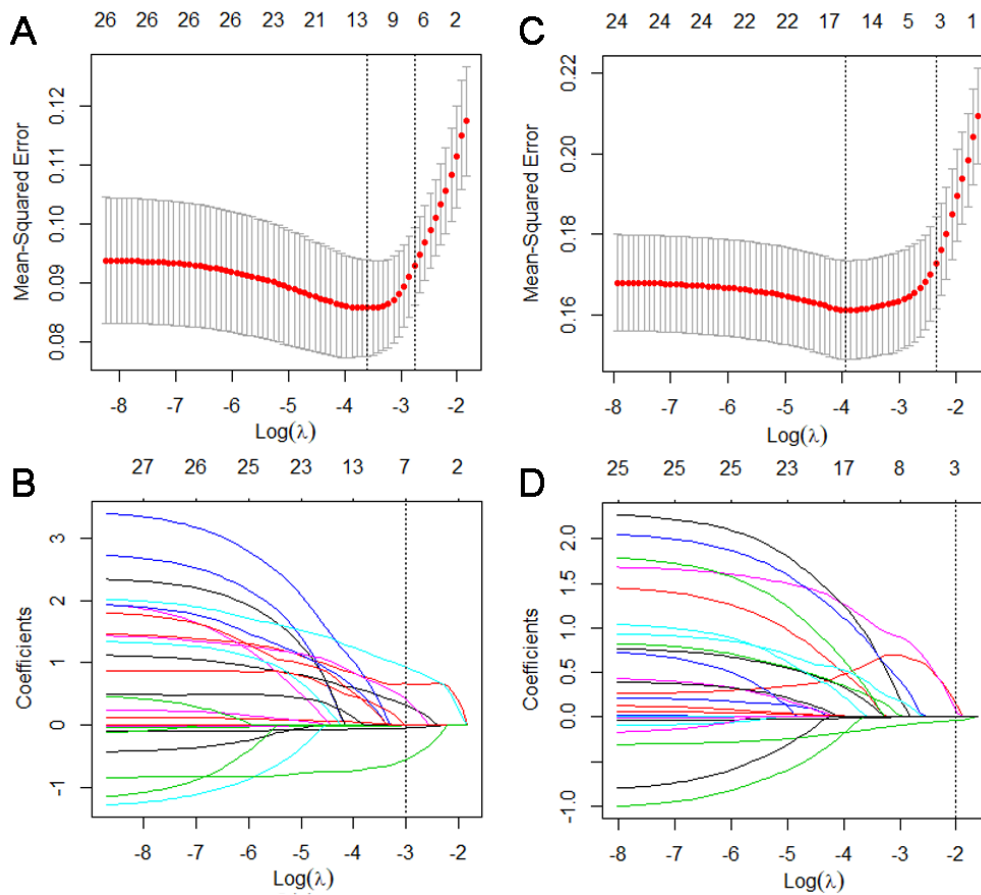 A
26 26 26 23 21 13 9 6 2
Mean-Squared Error
0.08 0.09 0.10 0.11 0.12
-8 -7 -6 -5 -4 -3 -2
Log(λ)
C
24 24 24 22 22 17 14 5 3 1
Mean-Squared Error
0.16 0.18 0.20 0.22
-8 -7 -6 -5 -4 -3 -2
Log(λ)
B
27 26 25 23 13 7 2
Coefficients
-1 0 1 2 3
-8 -7 -6 -5 -4 -3 -2
Log(λ)
D
25 25 25 23 17 8 3
Coefficients
-1.0 0.0 0.5 1.0 1.5 2.0
-8 -7 -6 -5 -4 -3 -2
Log(λ)